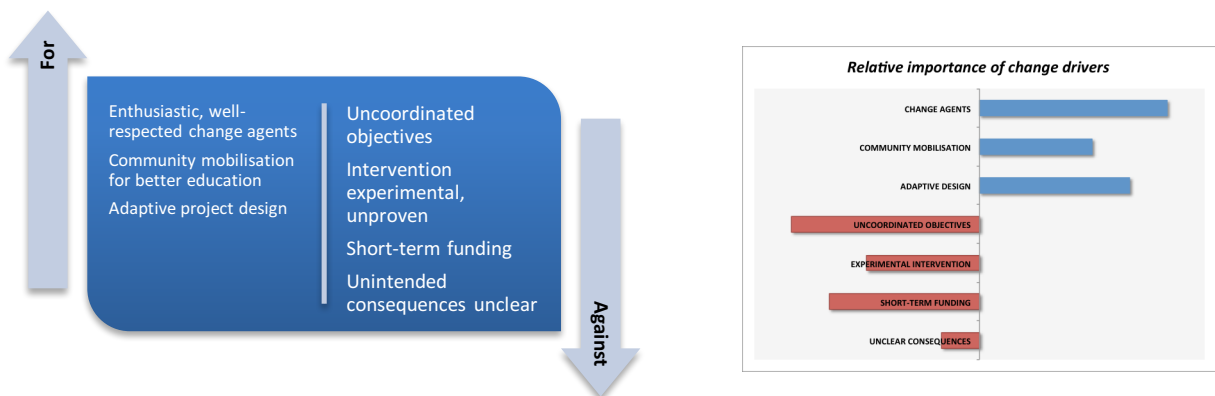 For
Enthusiastic, well-
respected change agents
Community mobilisation
for better education
Adaptive project design
Uncoordinated
objectives
Intervention
experimental,
unproven
Short-term funding
Unintended
consequences unclear
Against
Relative importance of change drivers
CHANGE AGENTS
COMMUNITY MOBILISATION
ADAPTIVE DESIGN
UNCOORDINATED OBJECTIVES
EXPERIMENTAL INTERVENTION
SHORT-TERM FUNDING
UNCLEAR CONSEQUENCES